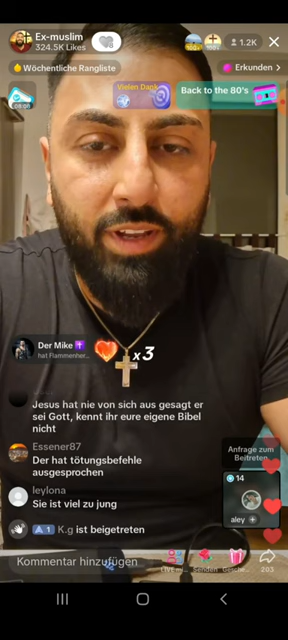 Ex-muslim
324.5K Likes
1.2K
Wöchentliche Rangliste
Erkunden >
Vielen Dank
Back to the 80's
Der Mike
hat Flammenher...
x3
Jesus hat nie von sich aus gesagt er
sei Gott, kennt ihr eure eigene Bibel
nicht
Essener87
Der hat tötungsbefehle
ausgesprochen
Anfrage zum
Beitreten
leylona
Sie ist viel zu jung
14
aley +
1 K.g ist beigetreten
Kommentar hinzufügen
Senden
203